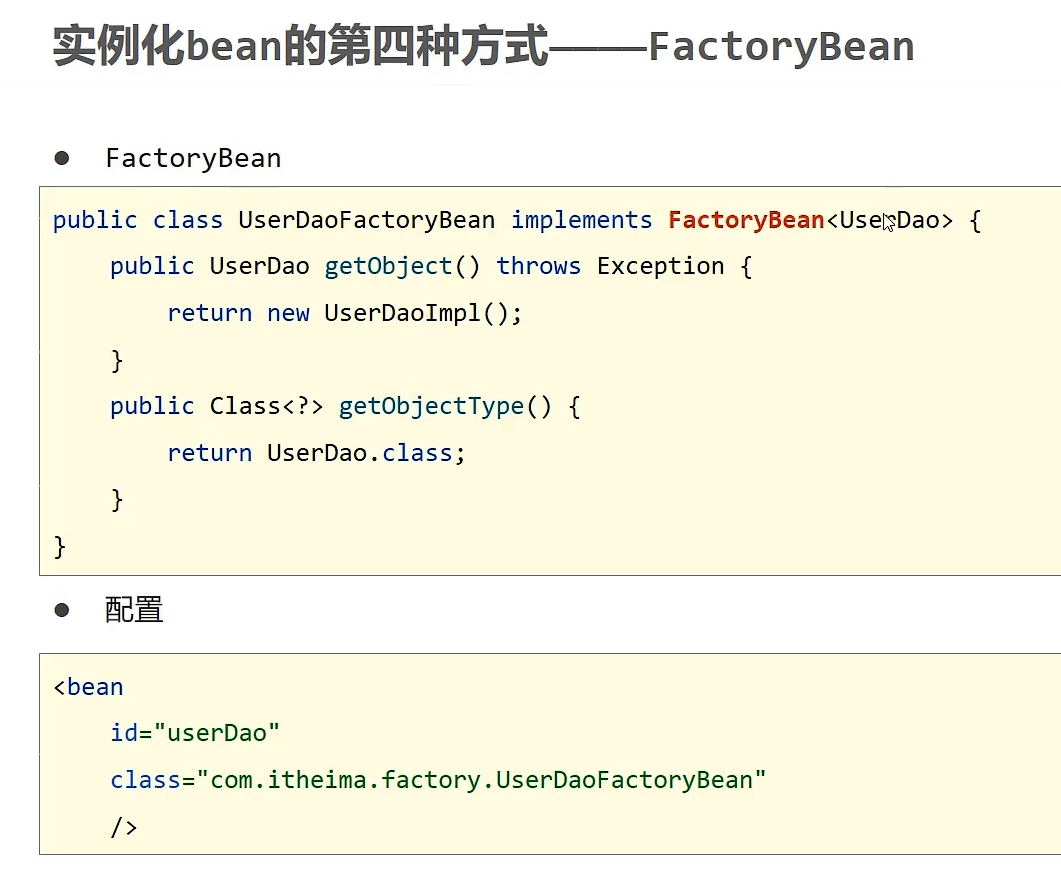 实例化bean的第四种方式————FactoryBean
● FactoryBean
public class UserDaoFactoryBean implements FactoryBean<UserDao> {
    public UserDao getObject() throws Exception {
        return new UserDaoImpl();
    }
    public Class<?> getObjectType() {
        return UserDao.class;
    }
}
● 配置
<bean
    id="userDao"
    class="com.itheima.factory.UserDaoFactoryBean"
    />